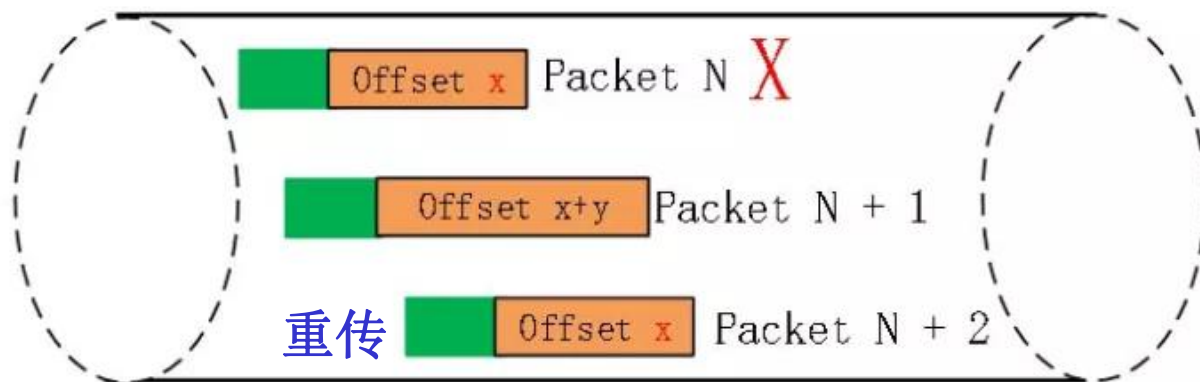 Offset x Packet N X
Offset x+y Packet N + 1
重传 Offset x Packet N + 2